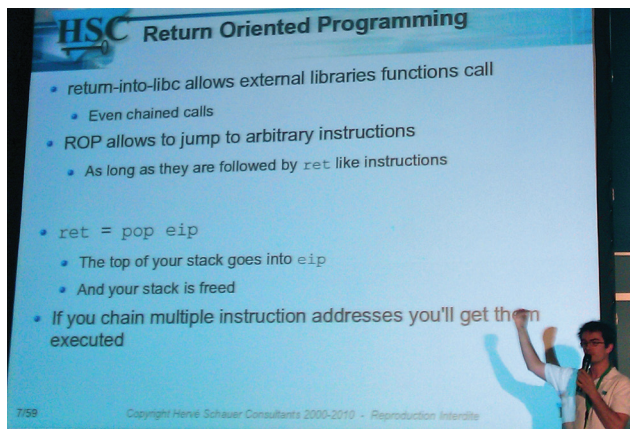 HSC Return Oriented Programming
return-into-libc allows external libraries functions call
Even chained calls
ROP allows to jump to arbitrary instructions
As long as they are followed by ret like instructions
ret = pop eip
The top of your stack goes into eip
And your stack is freed
If you chain multiple instruction addresses you'll get them
executed
7/59 Copyright Hervé Schauer Consultants 2000-2010 - Reproduction Interdite